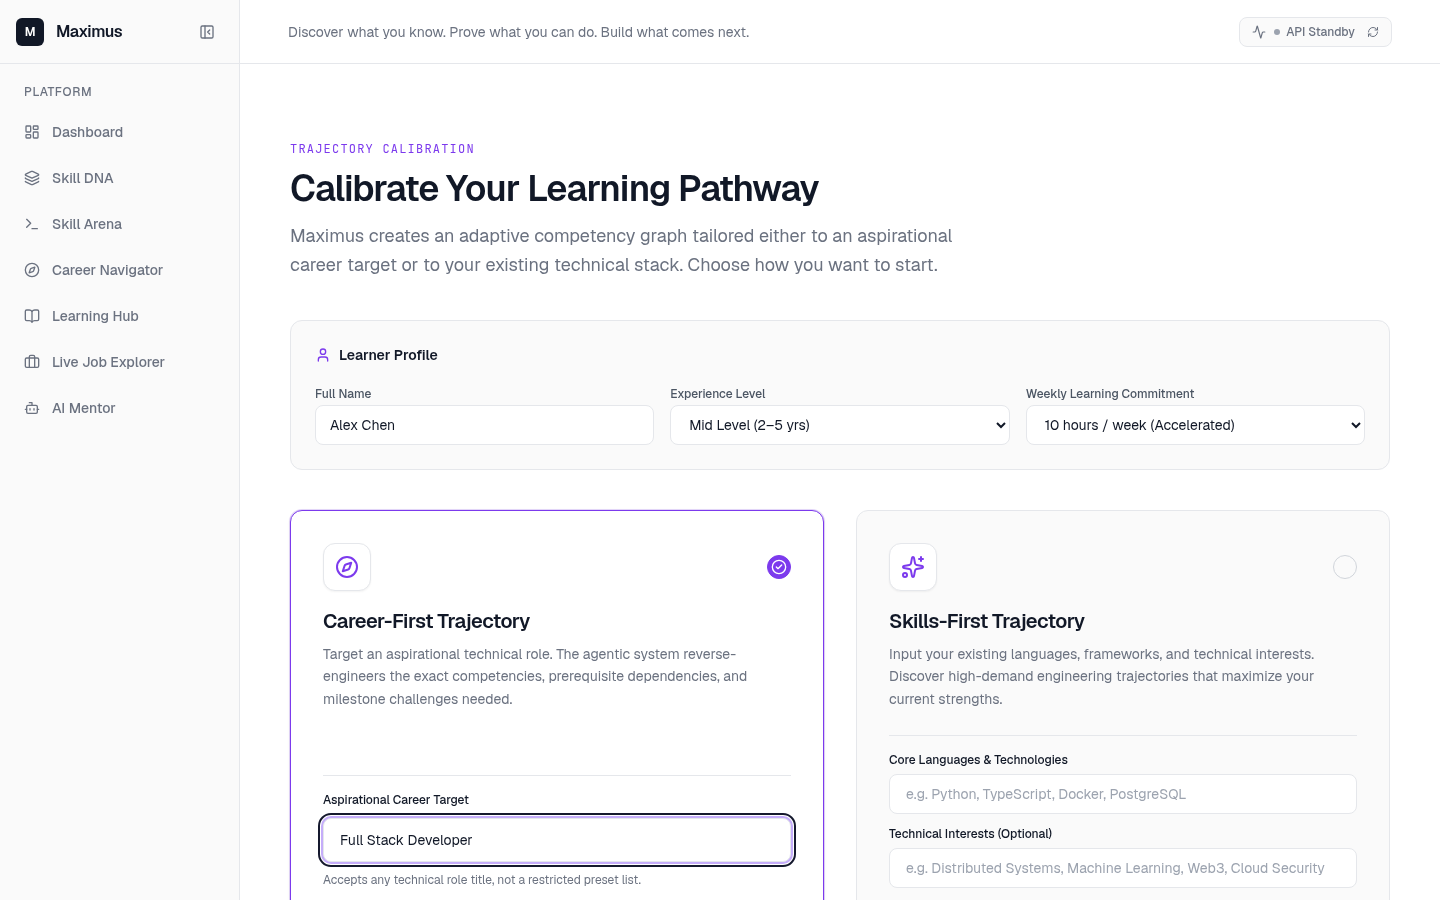 M Maximus
Discover what you know. Prove what you can do. Build what comes next.
API Standby
PLATFORM
Dashboard
Skill DNA
Skill Arena
Career Navigator
Learning Hub
Live Job Explorer
AI Mentor
TRAJECTORY CALIBRATION
Calibrate Your Learning Pathway
Maximus creates an adaptive competency graph tailored either to an aspirational
career target or to your existing technical stack. Choose how you want to start.
Learner Profile
Full Name
Alex Chen
Experience Level
Mid Level (2–5 yrs)
Weekly Learning Commitment
10 hours / week (Accelerated)
Career-First Trajectory
Target an aspirational technical role. The agentic system reverse-
engineers the exact competencies, prerequisite dependencies, and
milestone challenges needed.
Aspirational Career Target
Full Stack Developer
Accepts any technical role title, not a restricted preset list.
Skills-First Trajectory
Input your existing languages, frameworks, and technical interests.
Discover high-demand engineering trajectories that maximize your
current strengths.
Core Languages & Technologies
e.g. Python, TypeScript, Docker, PostgreSQL
Technical Interests (Optional)
e.g. Distributed Systems, Machine Learning, Web3, Cloud Security